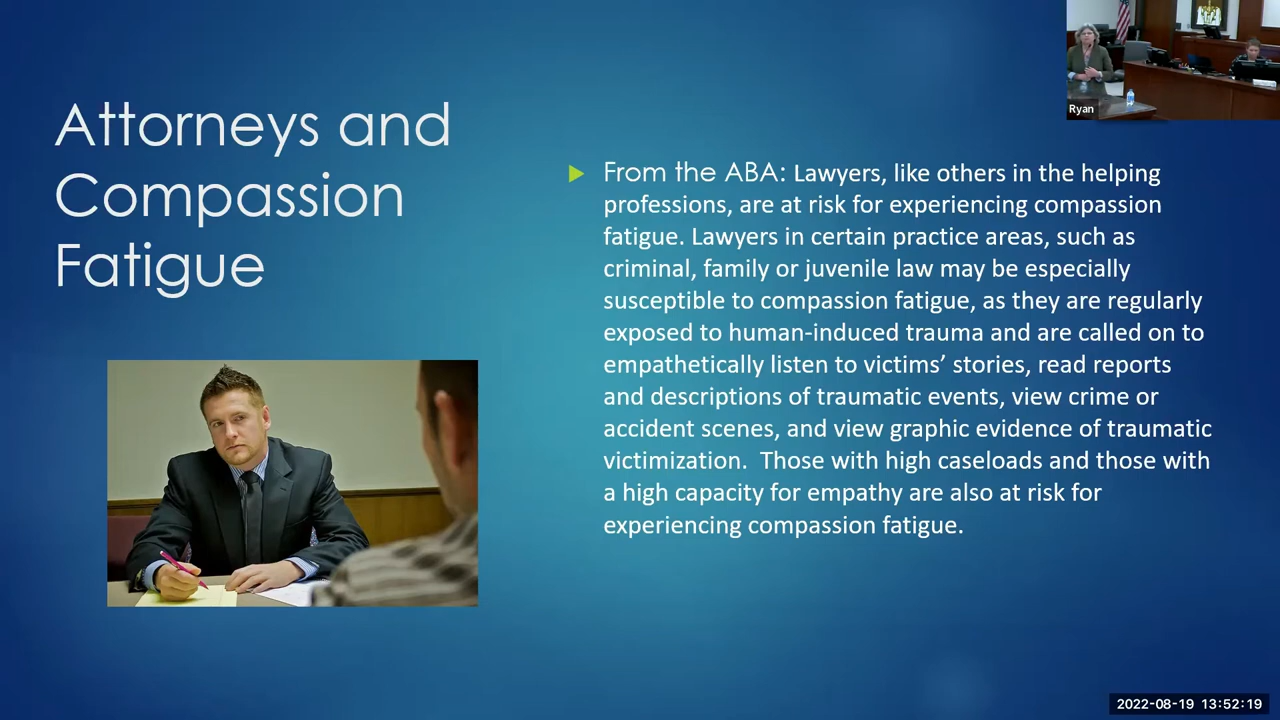 Attorneys and
Compassion
Fatigue
From the ABA: Lawyers, like others in the helping
professions, are at risk for experiencing compassion
fatigue. Lawyers in certain practice areas, such as
criminal, family or juvenile law may be especially
susceptible to compassion fatigue, as they are regularly
exposed to human-induced trauma and are called on to
empathetically listen to victims’ stories, read reports
and descriptions of traumatic events, view crime or
accident scenes, and view graphic evidence of traumatic
victimization.  Those with high caseloads and those with
a high capacity for empathy are also at risk for
experiencing compassion fatigue.
Ryan
2022-08-19 13:52:19